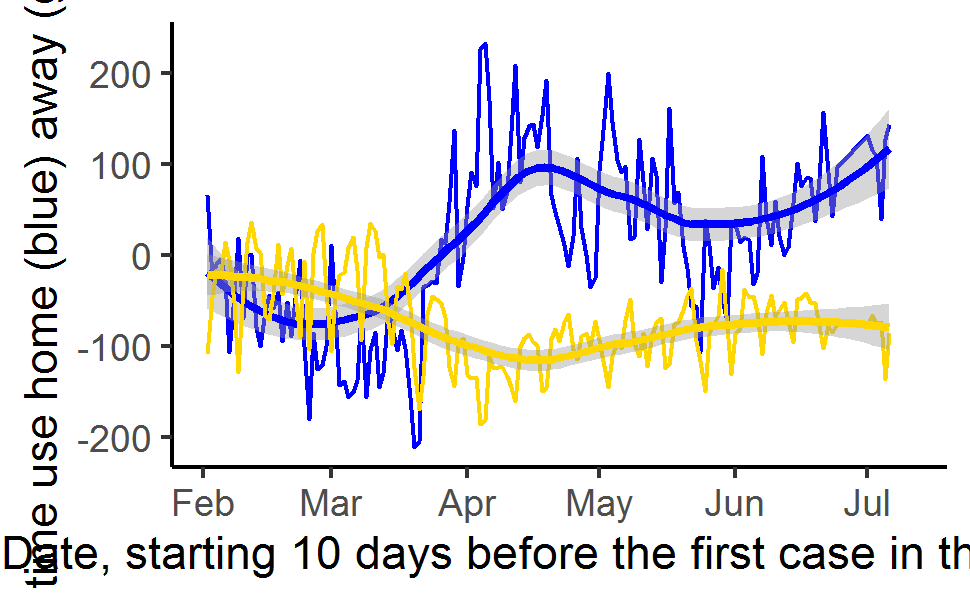 time use home (blue) away (
200
100
0
-100
-200
Feb Mar Apr May Jun Jul
Date, starting 10 days before the first case in th